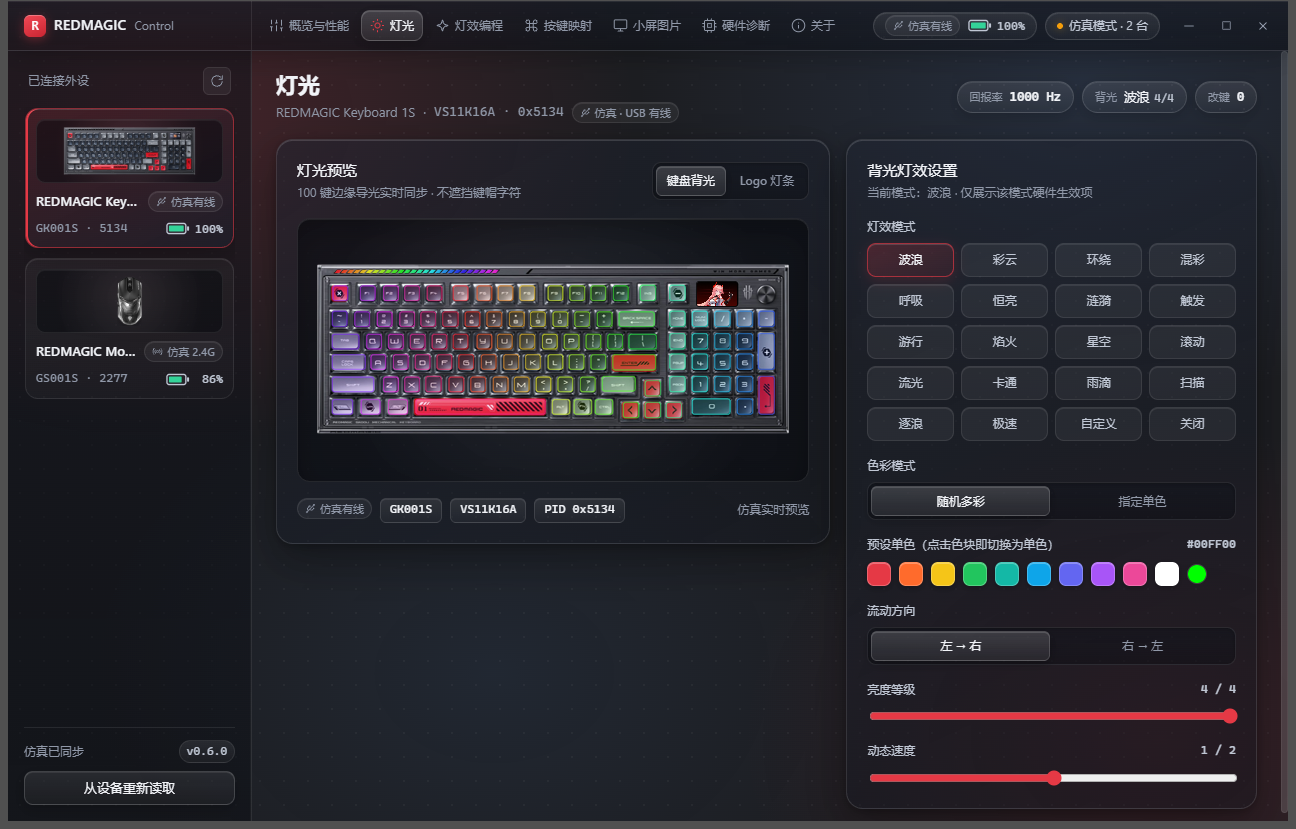 R REDMAGIC Control
概览与性能 灯光 灯效编程 按键映射 小屏图片 硬件诊断 关于
仿真有线 100% 仿真模式 · 2 台
已连接外设
REDMAGIC Key... 仿真有线
GK001S · 5134 100%
REDMAGIC Mo... 仿真 2.4G
GS001S · 2277 86%
仿真已同步 v0.6.0
从设备重新读取
灯光
REDMAGIC Keyboard 1S · VS11K16A · 0x5134 仿真 · USB 有线
回报率 1000 Hz 背光 波浪 4/4 改键 0
灯光预览
100 键边缘导光实时同步 · 不遮挡键帽字符
键盘背光 Logo 灯条
仿真有线 GK001S VS11K16A PID 0x5134 仿真实时预览
背光灯效设置
当前模式：波浪 · 仅展示该模式硬件生效项
灯效模式
波浪 彩云 环绕 混彩
呼吸 恒亮 涟漪 触发
游行 焰火 星空 滚动
流光 卡通 雨滴 扫描
逐浪 极速 自定义 关闭
色彩模式
随机多彩 指定单色
预设单色（点击色块即切换为单色） #00FF00
流动方向
左 → 右 右 → 左
亮度等级 4 / 4
动态速度 1 / 2